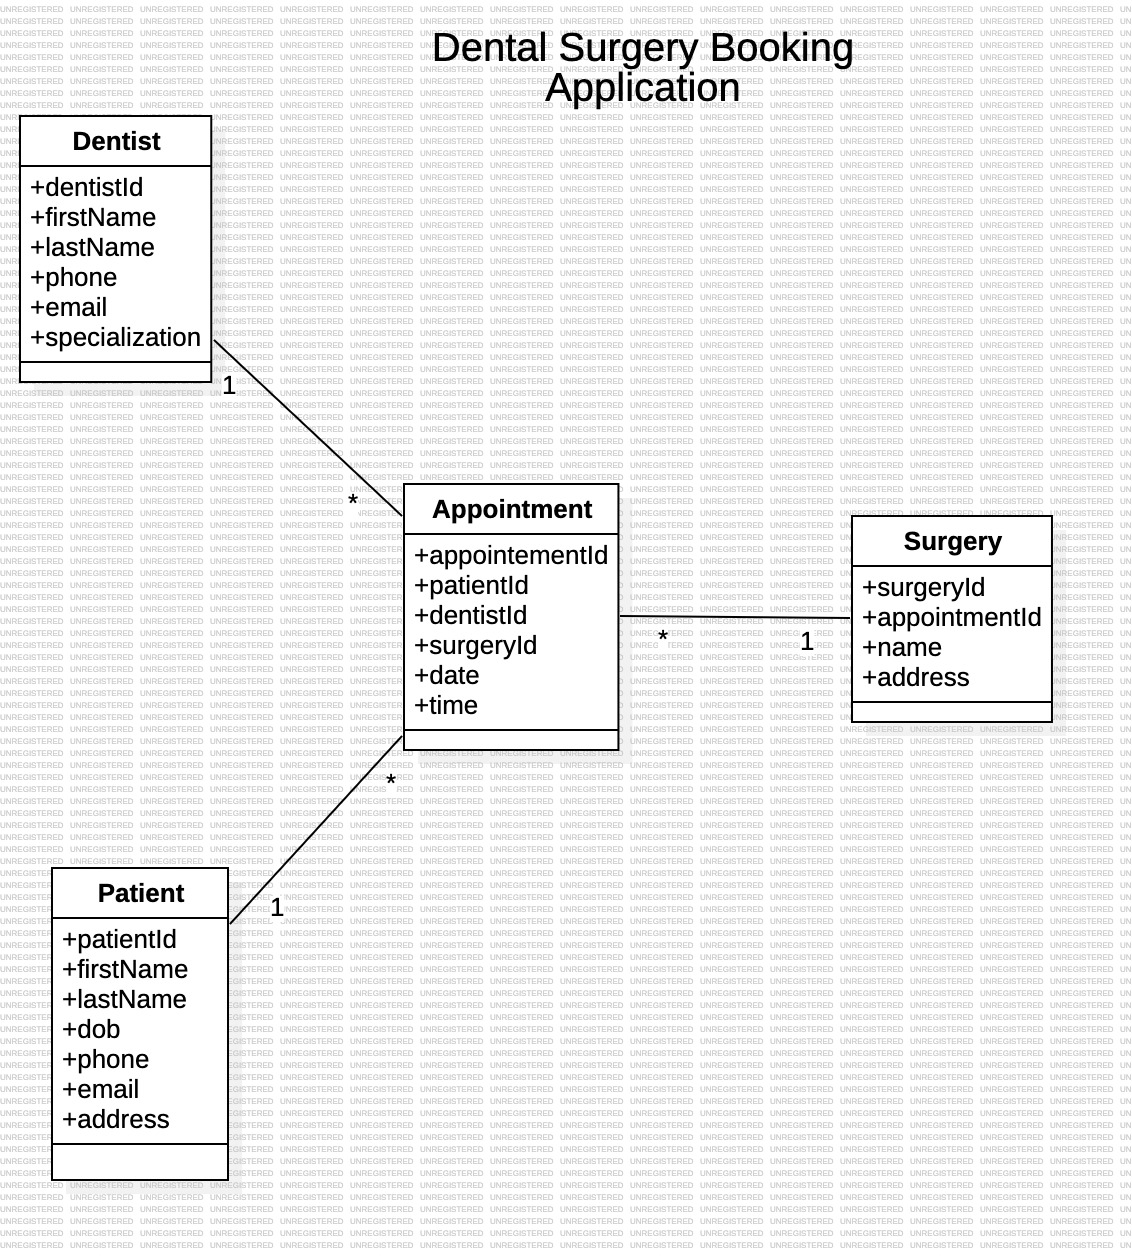 Dental Surgery Booking
Application
Dentist
+dentistId
+firstName
+lastName
+phone
+email
+specialization
1
*
Appointment
+appointementId
+patientId
+dentistId
+surgeryId
+date
+time
*
1
Surgery
+surgeryId
+appointmentId
+name
+address
*
1
Patient
+patientId
+firstName
+lastName
+dob
+phone
+email
+address
UNREGISTERED